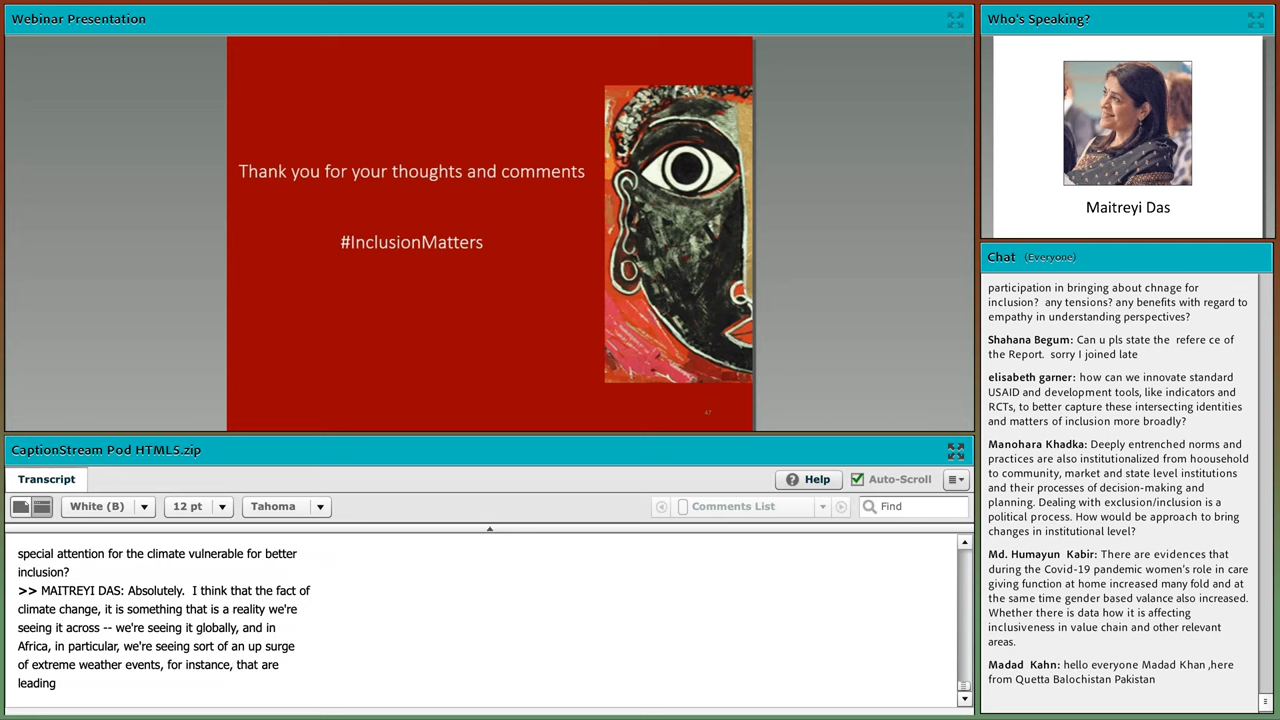 Webinar Presentation
Thank you for your thoughts and comments
#InclusionMatters
47
Who's Speaking?
Maitreyi Das
CaptionStream Pod HTML5.zip
Transcript
Help
Auto-Scroll
White (B)
12 pt
Tahoma
Comments List
Find
special attention for the climate vulnerable for better
inclusion?
>> MAITREYI DAS: Absolutely. I think that the fact of
climate change, it is something that is a reality we're
seeing it across -- we're seeing it globally, and in
Africa, in particular, we're seeing sort of an up surge
of extreme weather events, for instance, that are
leading
Chat (Everyone)
participation in bringing about chnage for
inclusion? any tensions? any benefits with regard to
empathy in understanding perspectives?
Shahana Begum: Can u pls state the refere ce of
the Report. sorry I joined late
elisabeth garner: how can we innovate standard
USAID and development tools, like indicators and
RCTs, to better capture these intersecting identities
and matters of inclusion more broadly?
Manohara Khadka: Deeply entrenched norms and
practices are also institutionalized from hoousehold
to community, market and state level institutions
and their processes of decision-making and
planning. Dealing with exclusion/inclusion is a
political process. How would be approach to bring
changes in institutional level?
Md. Humayun Kabir: There are evidences that
during the Covid-19 pandemic women's role in care
giving function at home increased many fold and at
the same time gender based valance also increased.
Whether there is data how it is affecting
inclusiveness in value chain and other relevant
areas.
Madad Kahn: hello everyone Madad Khan ,here
from Quetta Balochistan Pakistan